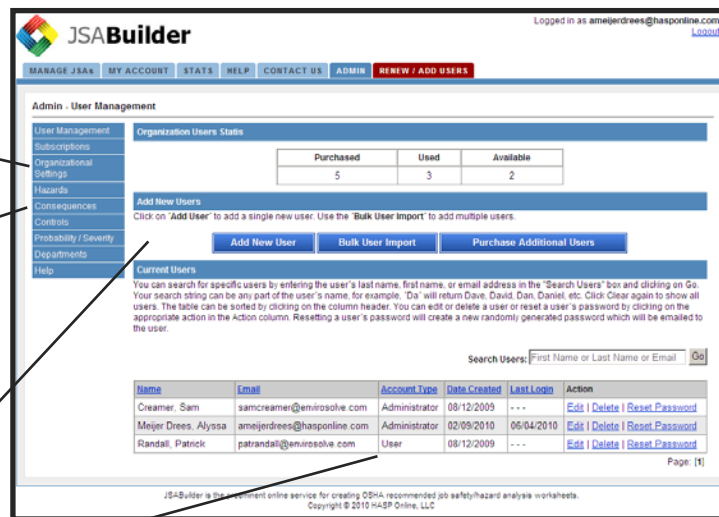 JSABuilder
Logged in as ameijerdrees@hasponline.com
Logout
MANAGE JSAs MY ACCOUNT STATS HELP CONTACT US ADMIN RENEW / ADD USERS
Admin - User Management
User Management
Subscriptions
Organizational Settings
Hazards
Consequences
Controls
Probability / Severity
Departments
Help
Organization Users Statis
Purchased Used Available
5 3 2
Add New Users
Click on "Add User" to add a single new user. Use the "Bulk User Import" to add multiple users.
Add New User Bulk User Import Purchase Additional Users
Current Users
You can search for specific users by entering the user's last name, first name, or email address in the "Search Users" box and clicking on Go.
Your search string can be any part of the user's name, for example, "Da" will return Dave, David, Dan, Daniel, etc. Click Clear again to show all
users. The table can be sorted by clicking on the column header. You can edit or delete a user or reset a user's password by clicking on the
appropriate action in the Action column. Resetting a user's password will create a new randomly generated password which will be emailed to
the user.
Search Users: First Name or Last Name or Email Go
Name Email Account Type Date Created Last Login Action
Creamer, Sam samcreamer@envirosolve.com Administrator 08/12/2009 - - - Edit | Delete | Reset Password
Meijer Drees, Alyssa ameijerdrees@hasponline.com Administrator 02/09/2010 06/04/2010 Edit | Delete | Reset Password
Randall, Patrick patrandall@envirosolve.com User 08/12/2009 - - - Edit | Delete | Reset Password
Page: [1]
JSABuilder is the preeminent online service for creating OSHA recommended job safety/hazard analysis worksheets.
Copyright © 2010 HASP Online, LLC